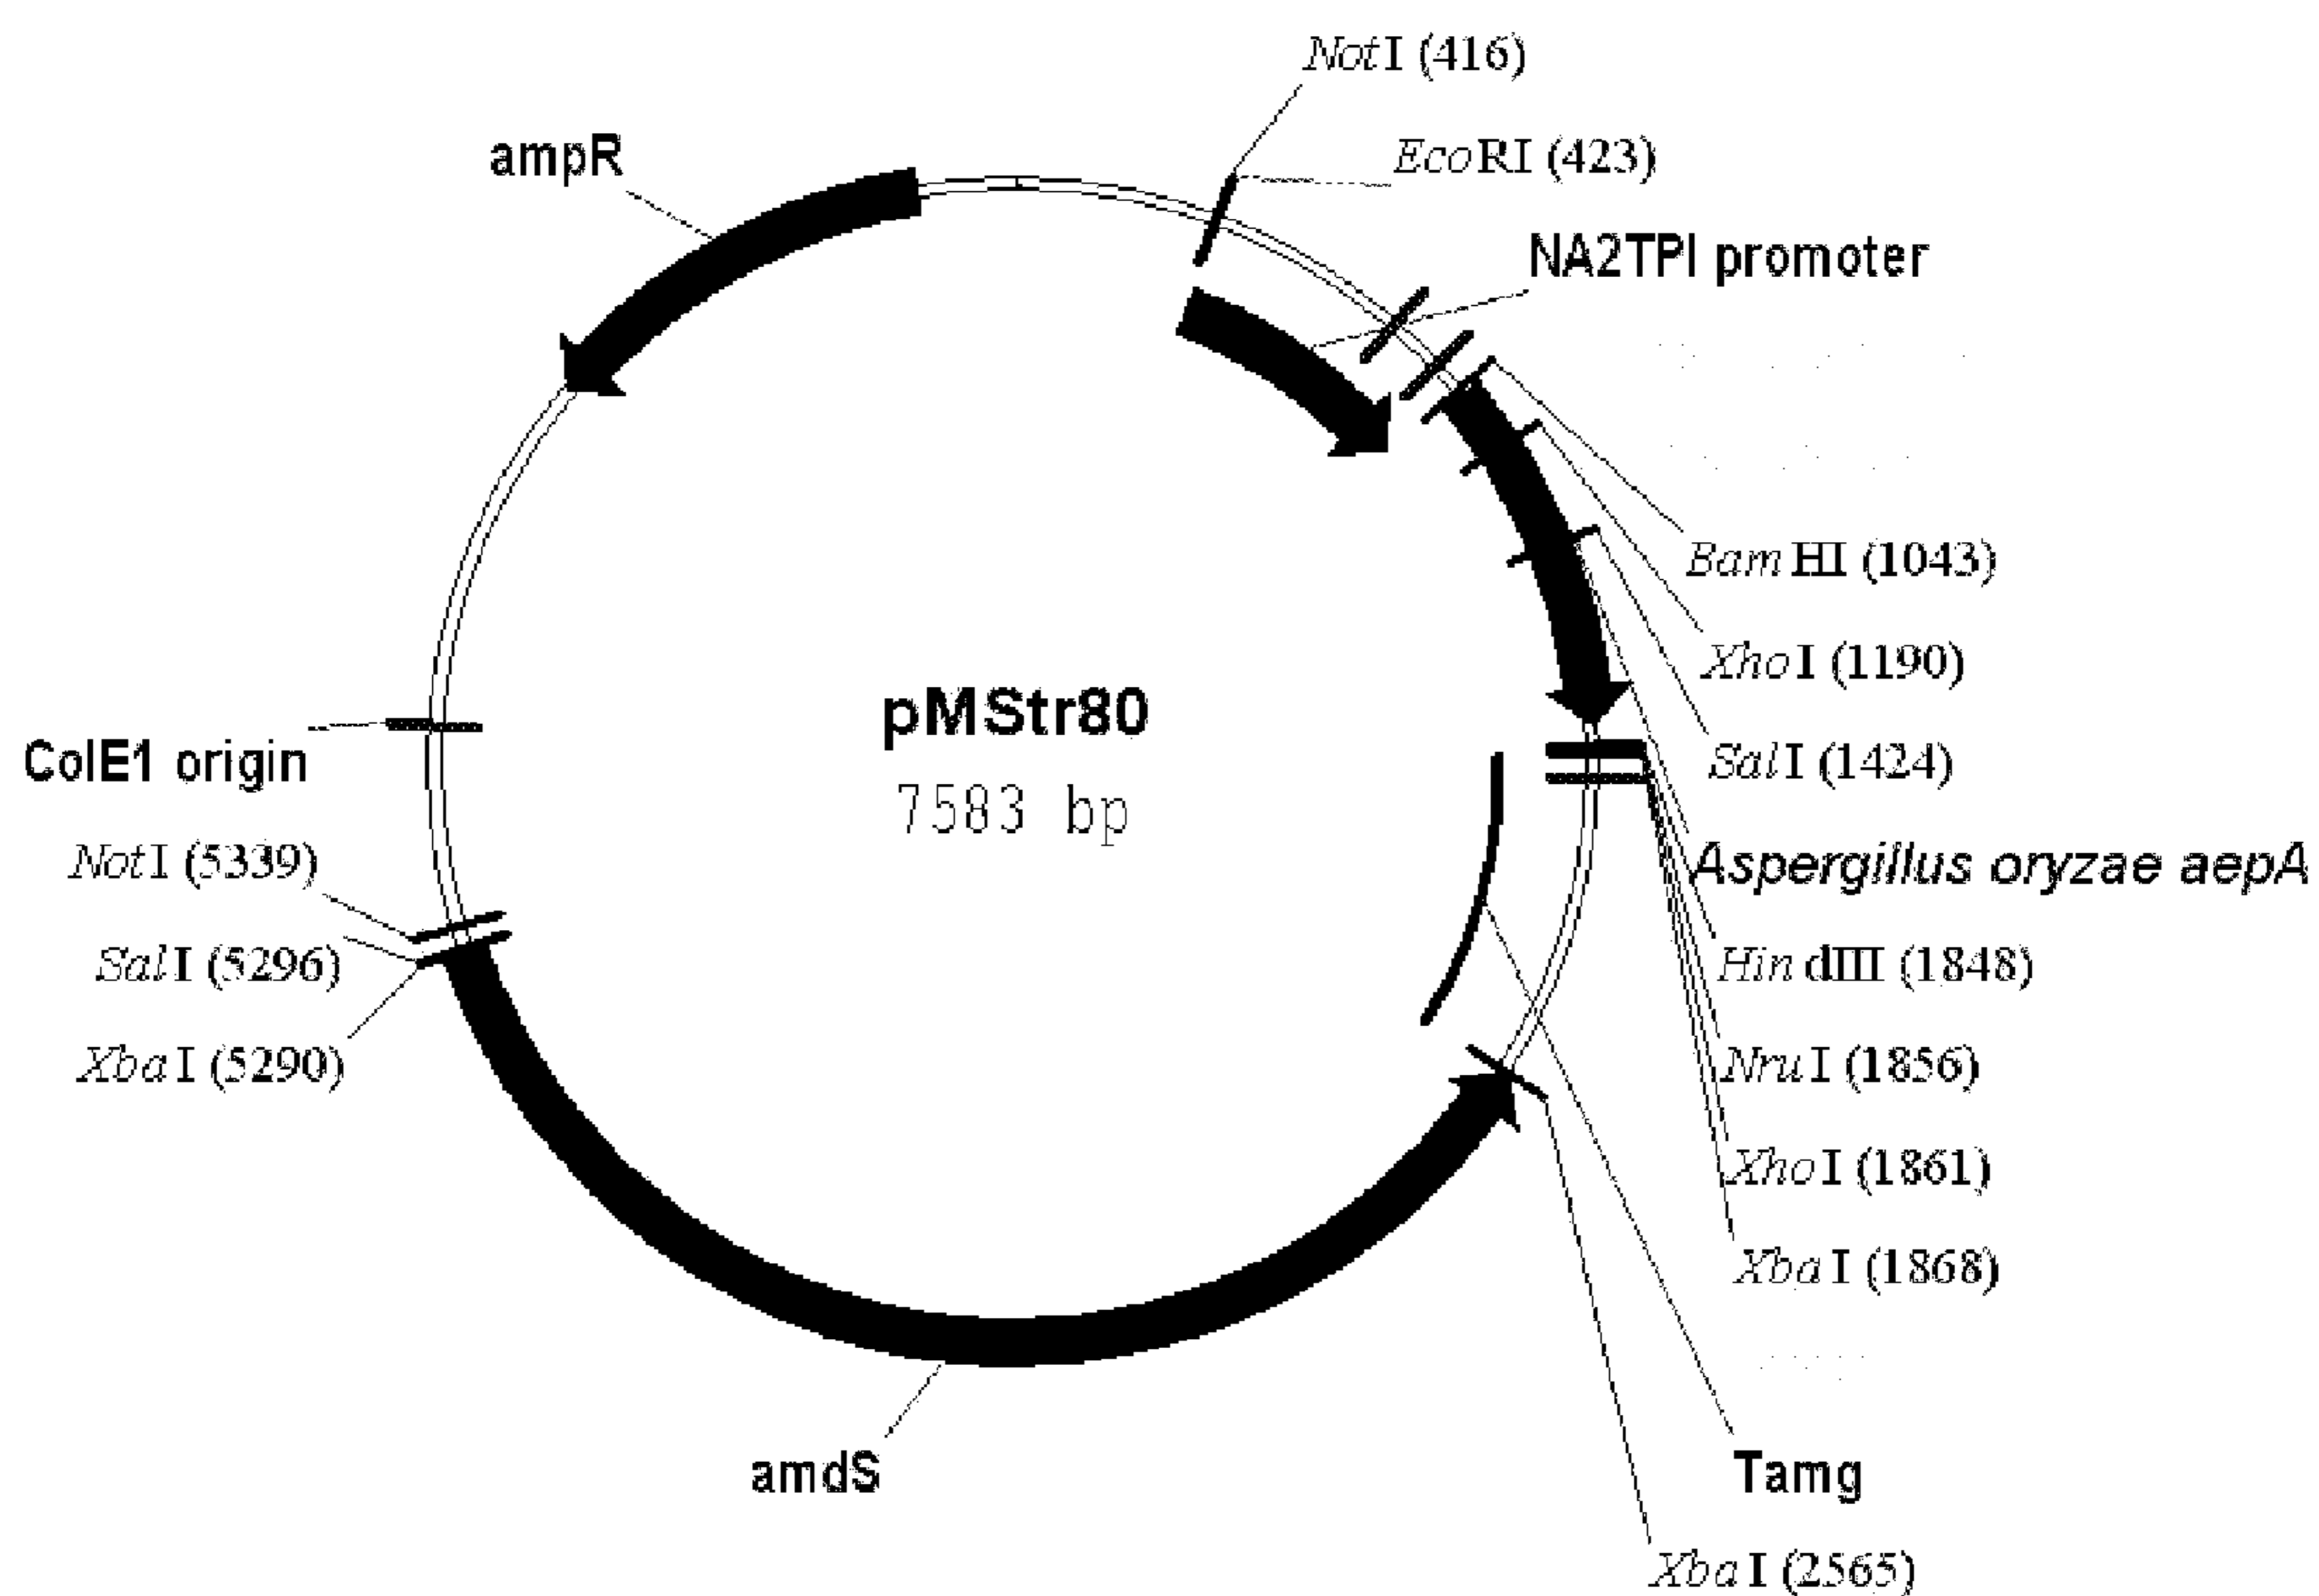 NotI (416)
EcoRI (423)
ampR
NA2TPI promoter
BamHI (1043)
XhoI (1190)
SalI (1424)
pMStr80
7583 bp
ColE1 origin
Aspergillus oryzae aepA
NotI (5339)
SalI (5296)
HindIII (1848)
XbaI (5290)
NruI (1856)
XhoI (1861)
XbaI (1868)
amdS
Tamg
XbaI (2565)